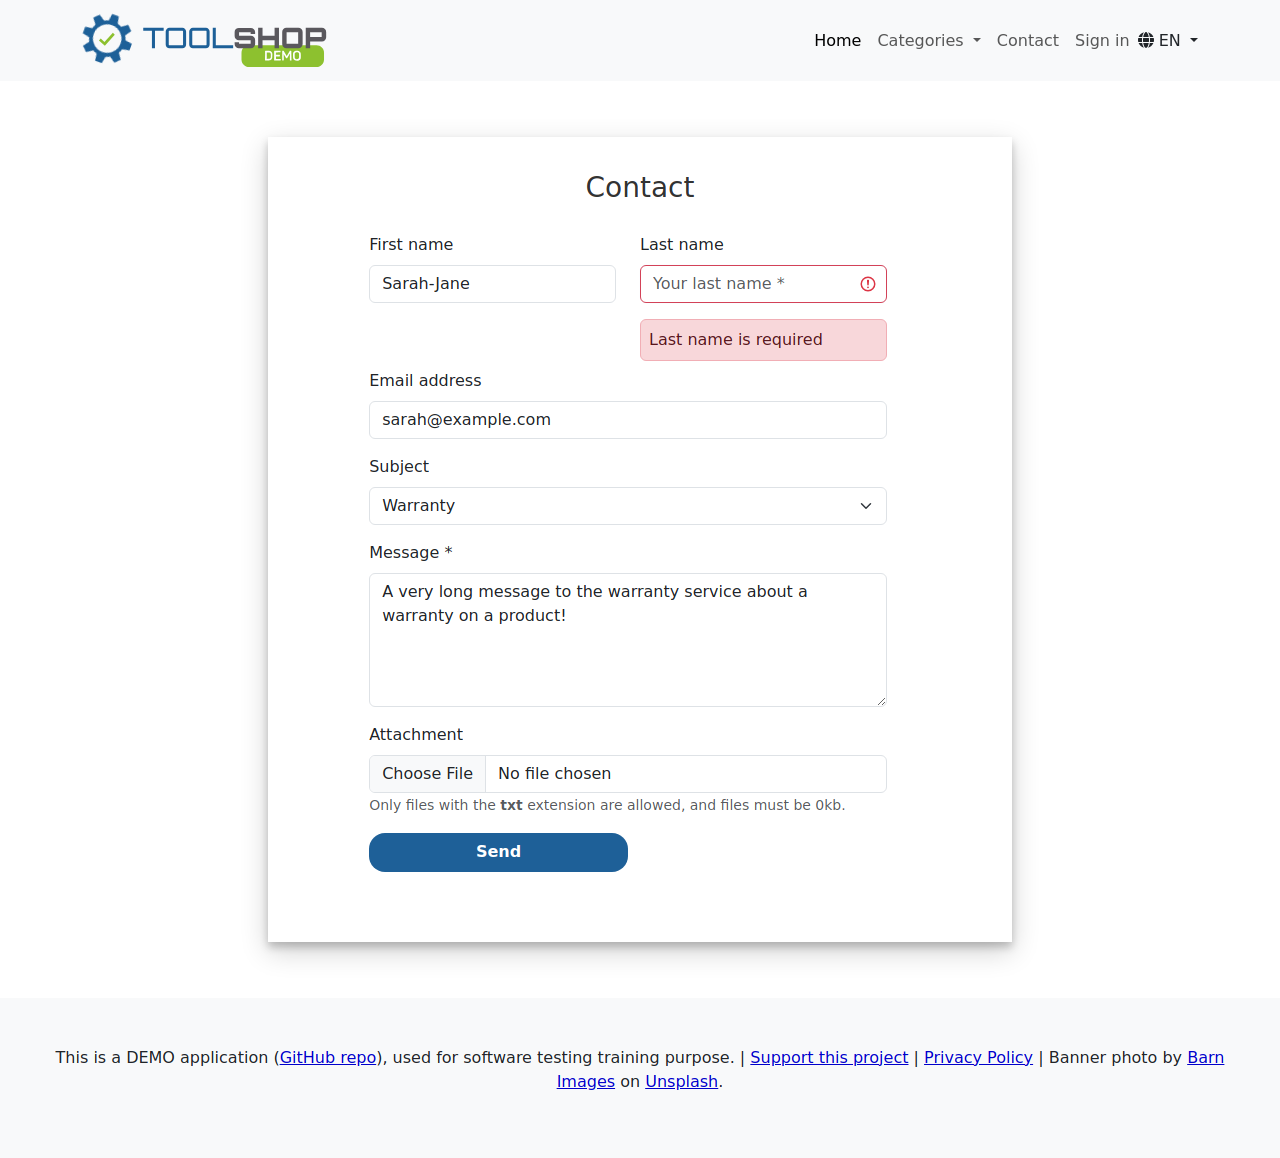 TOOLSHOP
DEMO
Home Categories Contact Sign in EN
Contact
First name Last name
Sarah-Jane Your last name *
Last name is required
Email address
sarah@example.com
Subject
Warranty
Message *
A very long message to the warranty service about a
warranty on a product!
Attachment
Choose File No file chosen
Only files with the txt extension are allowed, and files must be 0kb.
Send
This is a DEMO application (GitHub repo), used for software testing training purpose. | Support this project | Privacy Policy | Banner photo by Barn
Images on Unsplash.